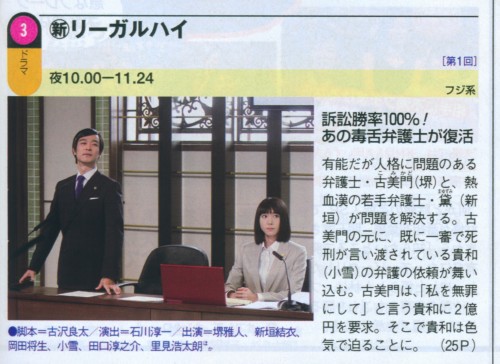 3
ドラマ
新リーガルハイ
[第1回]
夜10.00ー11.24
フジ系
訴訟勝率100%!
あの毒舌弁護士が復活
有能だが人格に問題のある
弁護士・古美門(堺)と、熱
血漢の若手弁護士・黛(新
垣)が問題を解決する。古
美門の元に、既に一審で死
刑が言い渡されている貴和
(小雪)の弁護の依頼が舞い
込む。古美門は、「私を無罪
にして」と言う貴和に2億
円を要求。そこで貴和は色
気で迫ることに。(25P)
●脚本=古沢良太/演出=石川淳一/出演=堺雅人、新垣結衣、
岡田将生、小雪、田口淳之介、里見浩太朗